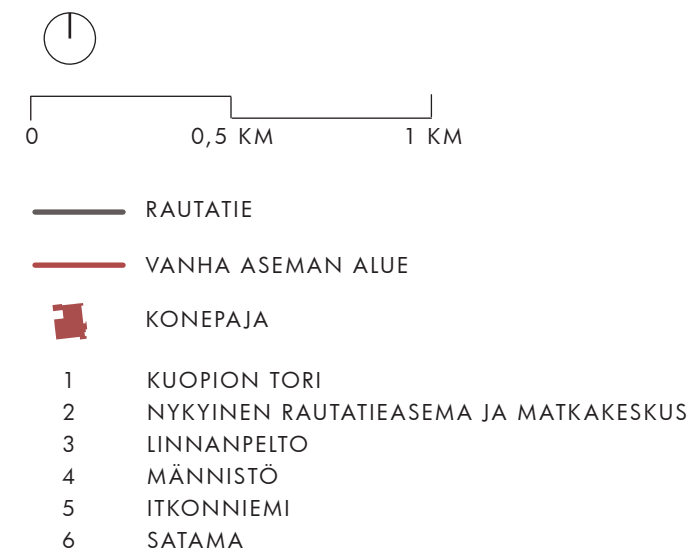 0 0,5 KM 1 KM
RAUTATIE
VANHA ASEMAN ALUE
KONEPAJA
1 KUOPION TORI
2 NYKYINEN RAUTATIEASEMA JA MATKAKESKUS
3 LINNANPELTO
4 MÄNNISTÖ
5 ITKONNIEMI
6 SATAMA